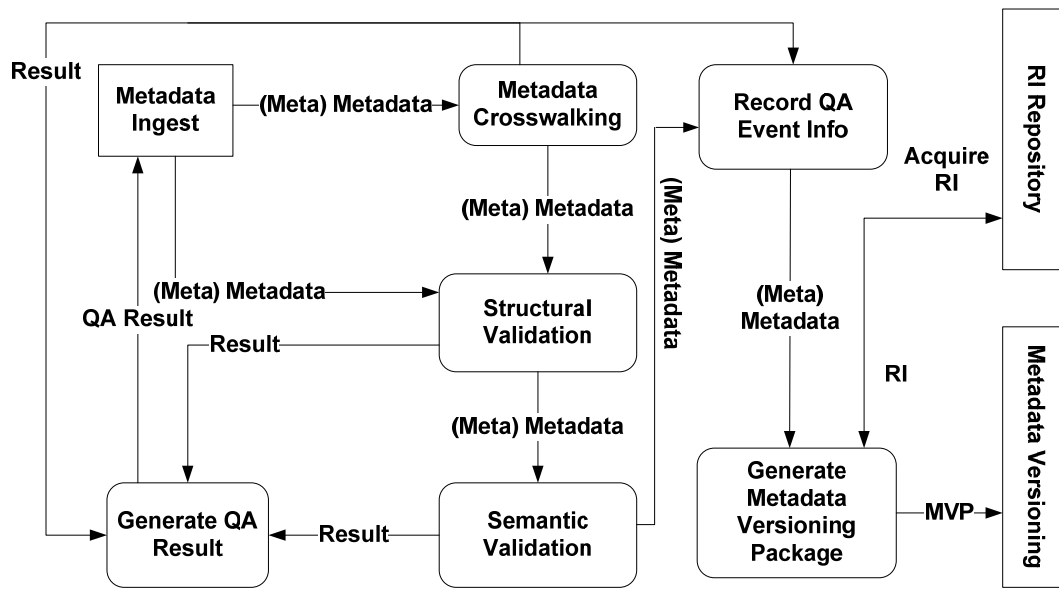 Result
Metadata
Ingest
(Meta) Metadata
Metadata
Crosswalking
Record QA
Event Info
RI Repository
Acquire
RI
(Meta) Metadata
(Meta) Metadata
(Meta) Metadata
QA Result
Structural
Validation
(Meta)
Metadata
Result
RI
(Meta) Metadata
Metadata Versioning
Generate QA
Result
Result
Semantic
Validation
Generate
Metadata
Versioning
Package
MVP